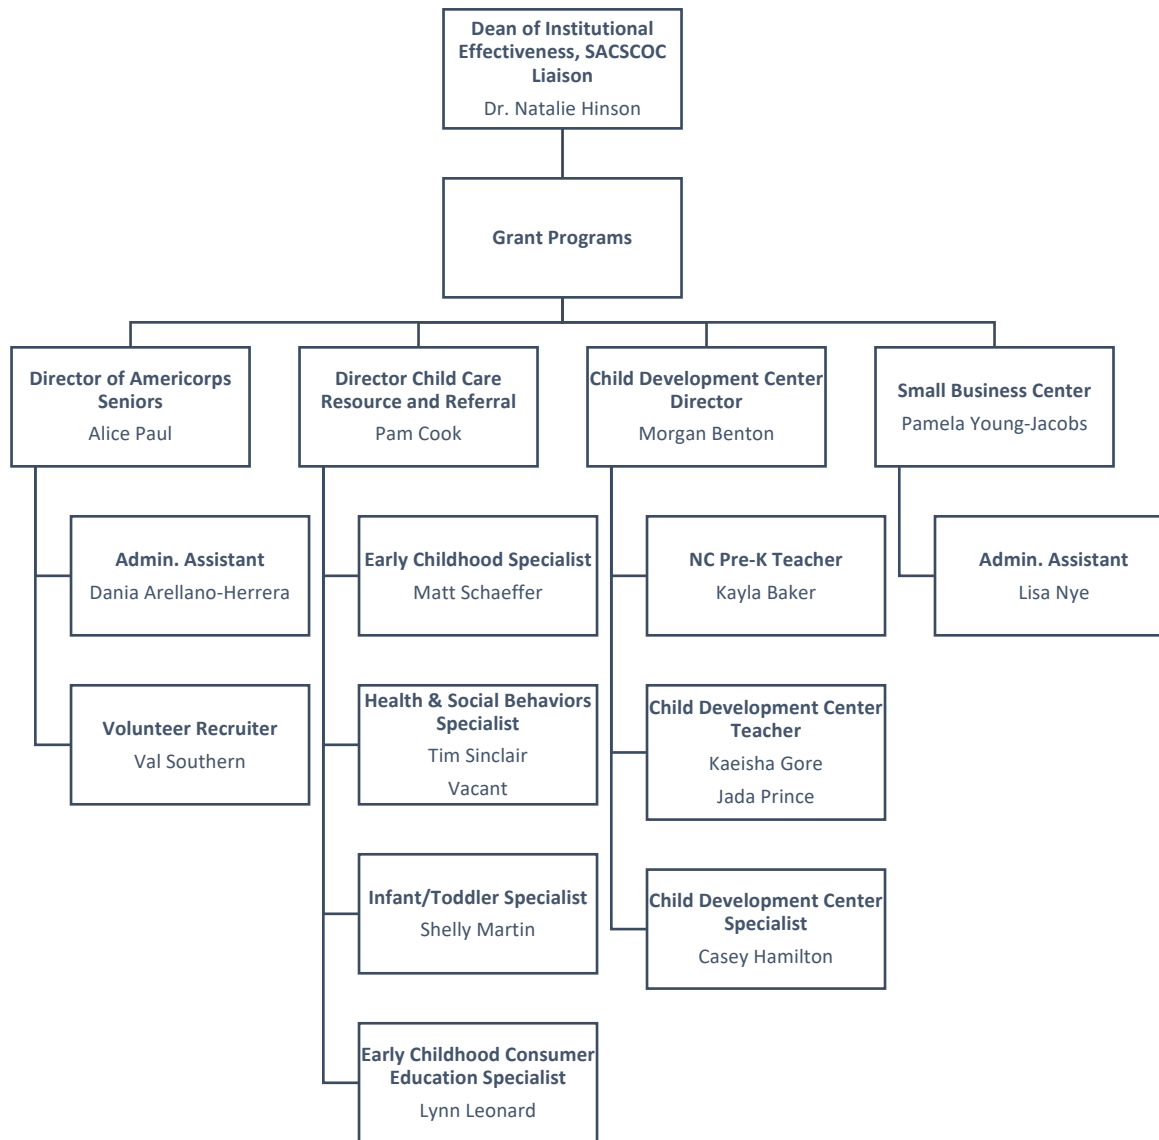 Dean of Institutional
Effectiveness, SACSCOC
Liaison
Dr. Natalie Hinson
Grant Programs
Director of Americorps
Seniors
Alice Paul
Director Child Care
Resource and Referral
Pam Cook
Child Development Center
Director
Morgan Benton
Small Business Center
Pamela Young-Jacobs
Admin. Assistant
Dania Arellano-Herrera
Early Childhood Specialist
Matt Schaeffer
NC Pre-K Teacher
Kayla Baker
Admin. Assistant
Lisa Nye
Volunteer Recruiter
Val Southern
Health & Social Behaviors
Specialist
Tim Sinclair
Vacant
Child Development Center
Teacher
Kaeisha Gore
Jada Prince
Infant/Toddler Specialist
Shelly Martin
Child Development Center
Specialist
Casey Hamilton
Early Childhood Consumer
Education Specialist
Lynn Leonard